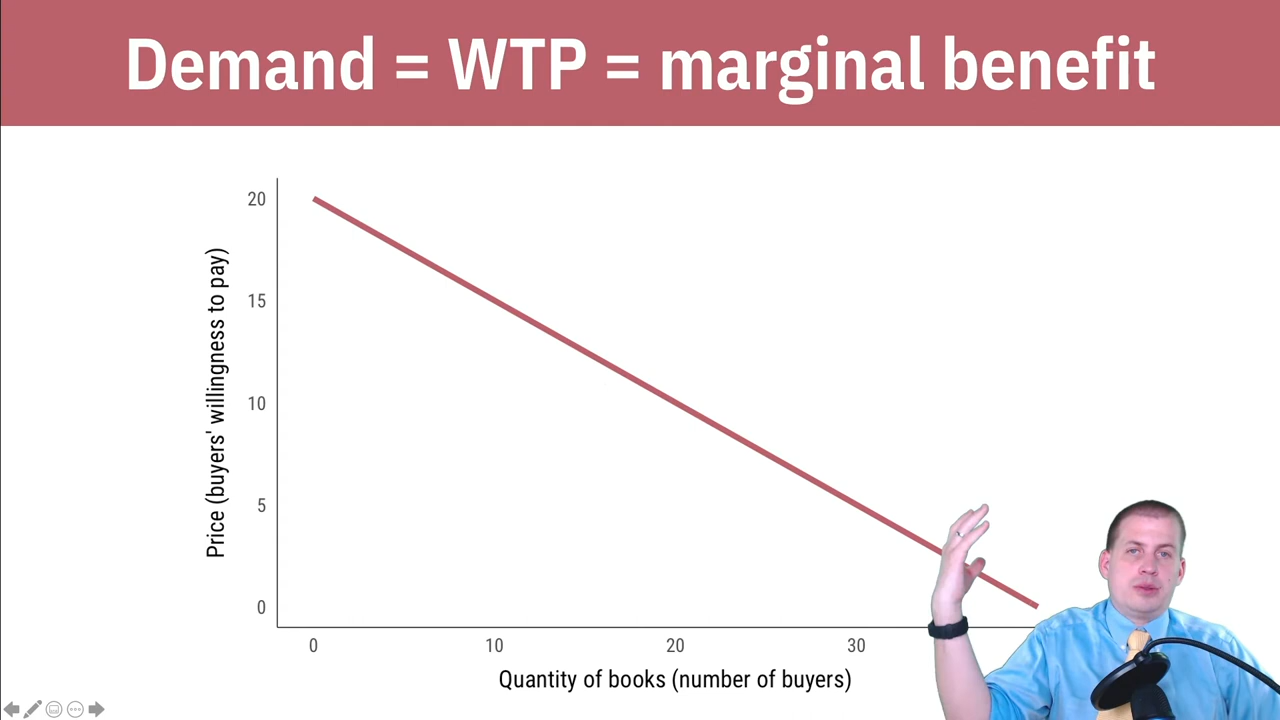 Demand = WTP = marginal benefit
20
15
10
5
0
Price (buyers' willingness to pay)
0 10 20 30
Quantity of books (number of buyers)